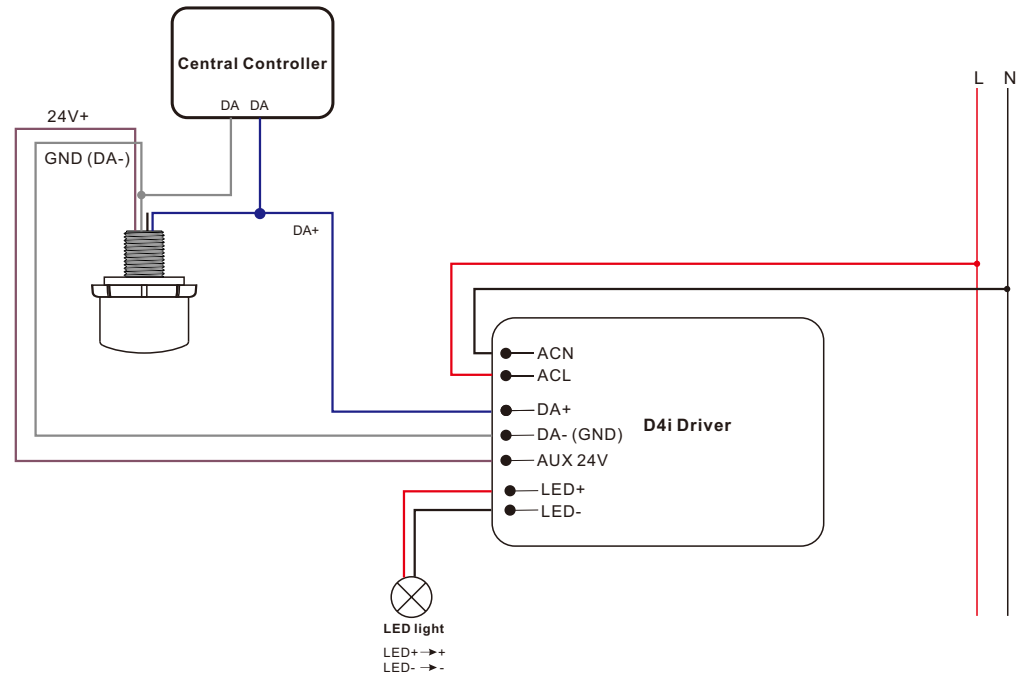 Central Controller
DA DA
24V+
GND (DA-)
DA+
L N
ACN
ACL
DA+
DA- (GND)
AUX 24V
LED+
LED-
D4i Driver
LED light
LED+→+
LED- →-